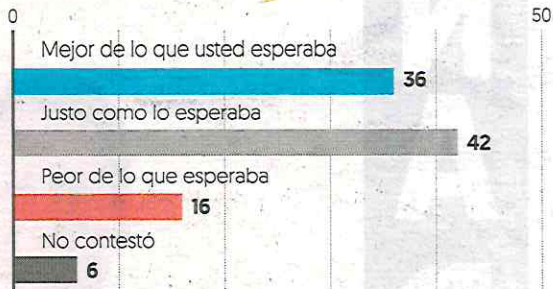 0 50
Mejor de lo que usted esperaba
36
Justo como lo esperaba
42
Peor de lo que esperaba
16
No contestó
6